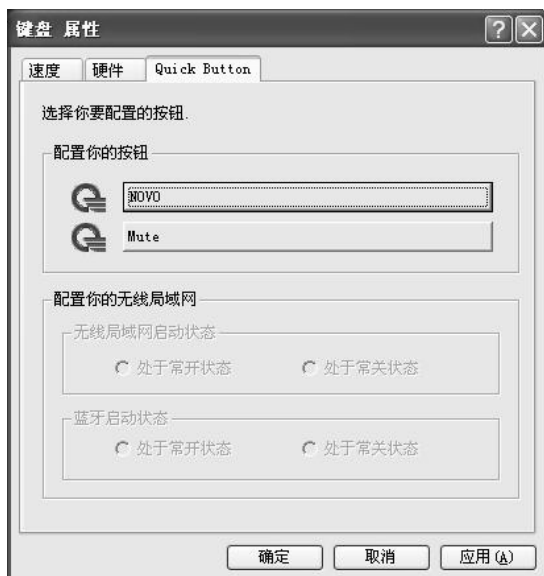 键盘 属性
速度 硬件 Quick Button
选择你要配置的按钮.
配置你的按钮
NOVO
Mute
配置你的无线局域网
无线局域网启动状态
处于常开状态 处于常关状态
蓝牙启动状态
处于常开状态 处于常关状态
确定 取消 应用(A)